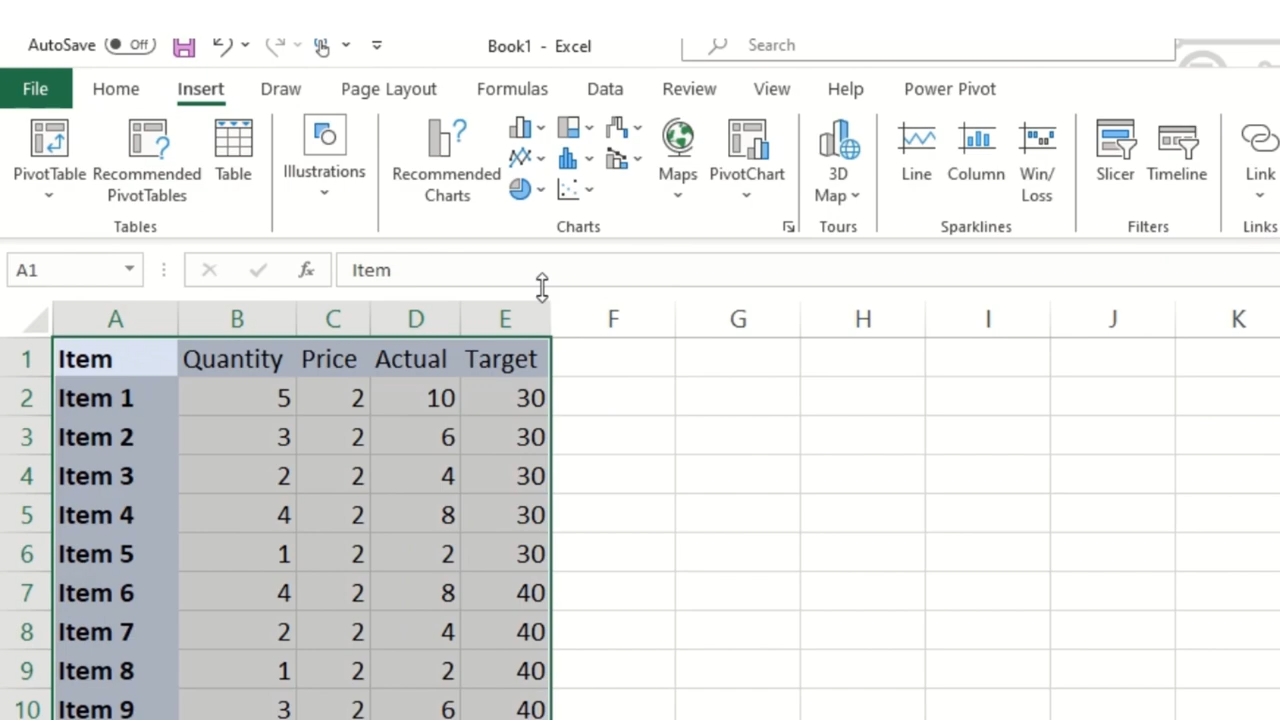 AutoSave Off Book1 - Excel Search
File Home Insert Draw Page Layout Formulas Data Review View Help Power Pivot
PivotTable Recommended PivotTables Table Illustrations Recommended Charts Maps PivotChart 3D Map Line Column Win/Loss Slicer Timeline Link
Tables Charts Tours Sparklines Filters Links
A1 fx Item
A B C D E F G H I J K
1 Item Quantity Price Actual Target
2 Item 1 5 2 10 30
3 Item 2 3 2 6 30
4 Item 3 2 2 4 30
5 Item 4 4 2 8 30
6 Item 5 1 2 2 30
7 Item 6 4 2 8 40
8 Item 7 2 2 4 40
9 Item 8 1 2 2 40
10 Item 9 3 2 6 40